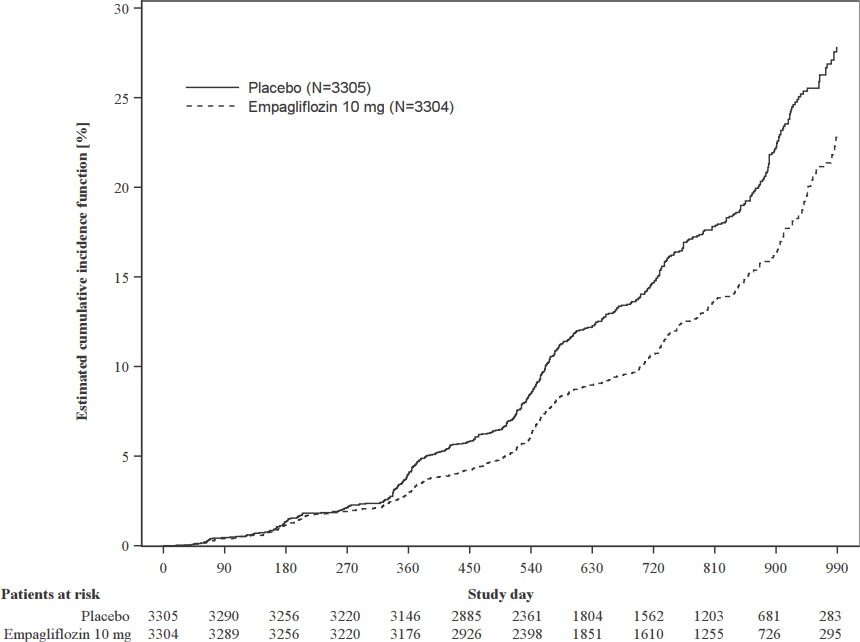 30
25
20
15
10
5
0
Estimated cumulative incidence function [%]
Placebo (N=3305)
Empagliflozin 10 mg (N=3304)
0 90 180 270 360 450 540 630 720 810 900 990
Patients at risk Study day
Placebo 3305 3290 3256 3220 3146 2885 2361 1804 1562 1203 681 283
Empagliflozin 10 mg 3304 3289 3256 3220 3176 2926 2398 1851 1610 1255 726 295